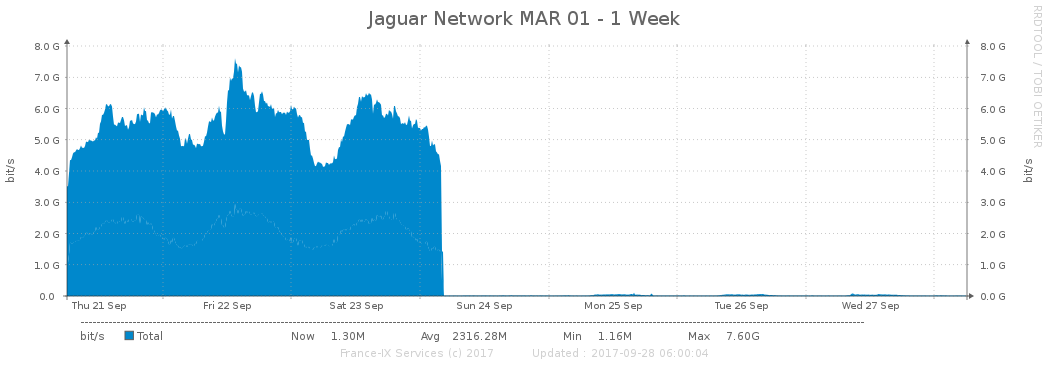 Jaguar Network MAR 01 - 1 Week
RRDTOOL / TOBI OETIKER
bit/s
8.0 G 8.0 G
7.0 G 7.0 G
6.0 G 6.0 G
5.0 G 5.0 G
4.0 G 4.0 G
3.0 G 3.0 G
2.0 G 2.0 G
1.0 G 1.0 G
0.0 0.0 G
bit/s
Thu 21 Sep Fri 22 Sep Sat 23 Sep Sun 24 Sep Mon 25 Sep Tue 26 Sep Wed 27 Sep
bit/s Total Now 1.30M Avg 2316.28M Min 1.16M Max 7.60G
France-IX Services (c) 2017 Updated : 2017-09-28 06:00:04